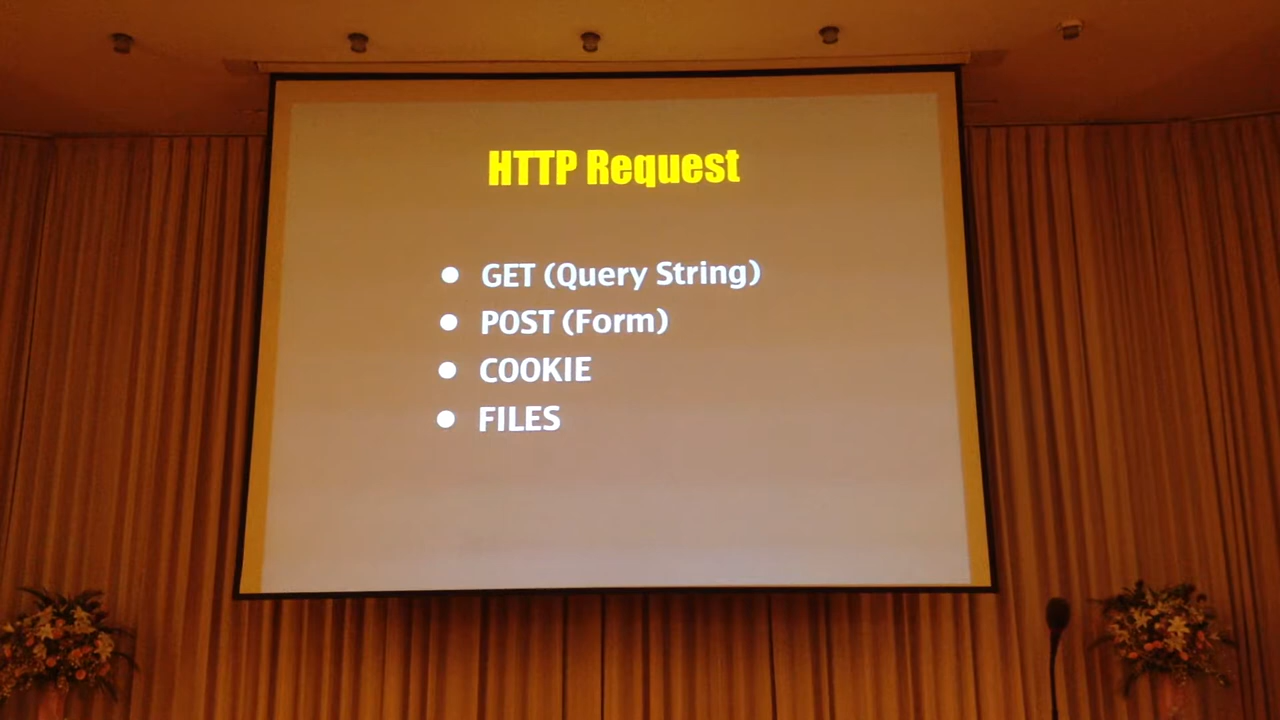 HTTP Request
● GET (Query String)
● POST (Form)
● COOKIE
● FILES